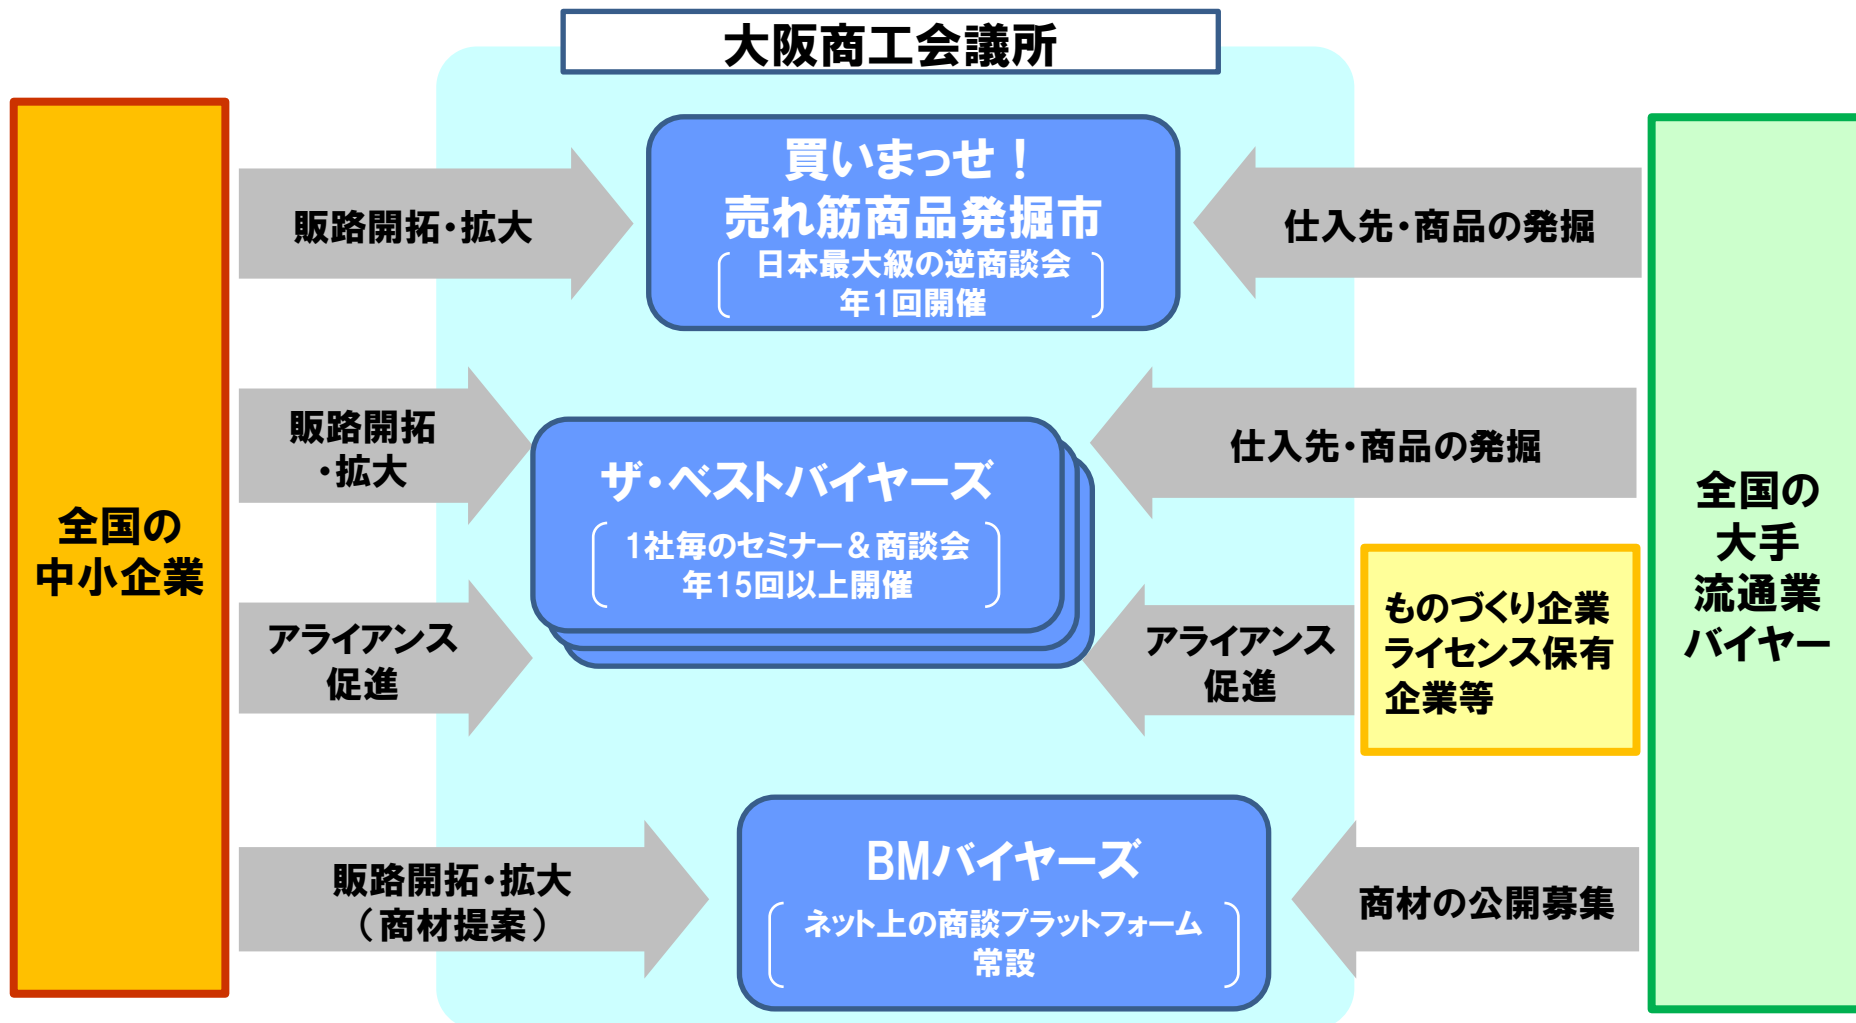 大阪商工会議所
全国の
中小企業
販路開拓・拡大
買いまっせ！
売れ筋商品発掘市
日本最大級の逆商談会
年1回開催
仕入先・商品の発掘
販路開拓
・拡大
ザ・ベストバイヤーズ
1社毎のセミナー＆商談会
年15回以上開催
仕入先・商品の発掘
アライアンス
促進
アライアンス
促進
ものづくり企業
ライセンス保有
企業等
販路開拓・拡大
（商材提案）
BMバイヤーズ
ネット上の商談プラットフォーム
常設
商材の公開募集
全国の
大手
流通業
バイヤー